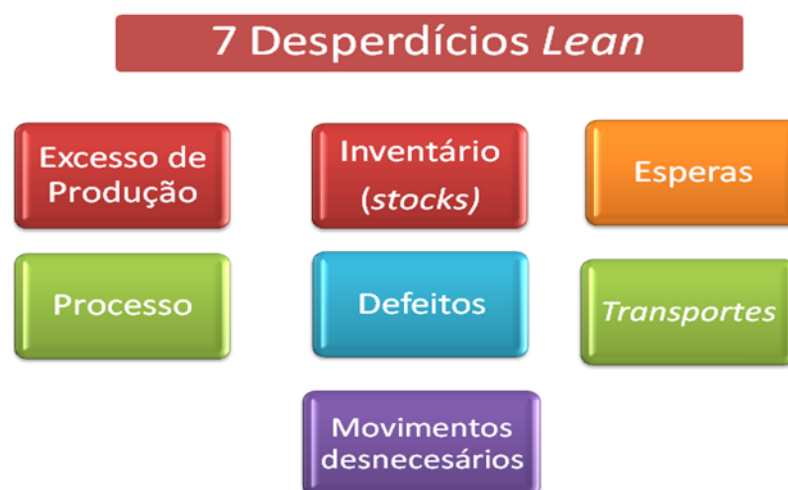 7 Desperdícios Lean
Excesso de
Produção
Inventário
(stocks)
Esperas
Processo
Defeitos
Transportes
Movimentos
desnecesários